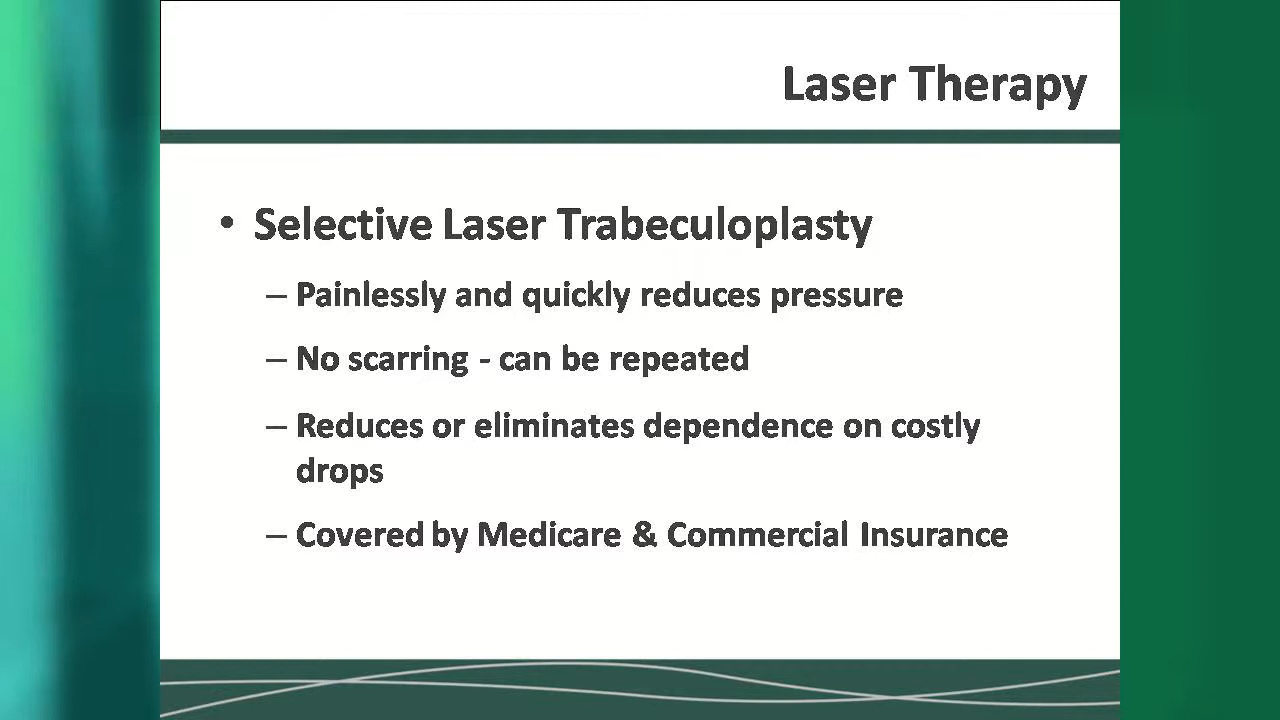 Laser Therapy
• Selective Laser Trabeculoplasty
– Painlessly and quickly reduces pressure
– No scarring - can be repeated
– Reduces or eliminates dependence on costly
drops
– Covered by Medicare & Commercial Insurance